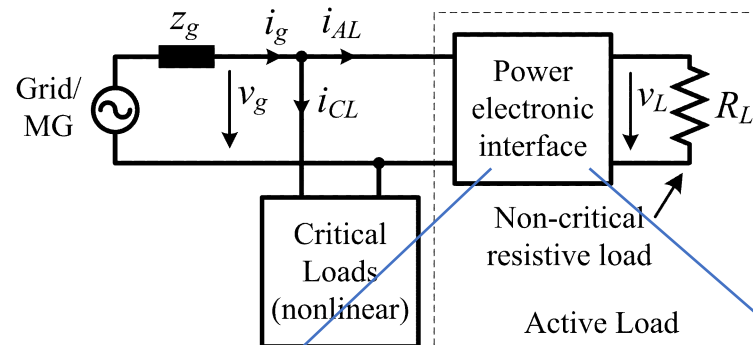 z_g
i_g
i_AL
Grid/
MG
v_g
i_CL
Power
electronic
interface
v_L
R_L
Critical
Loads
(nonlinear)
Non-critical
resistive load
Active Load